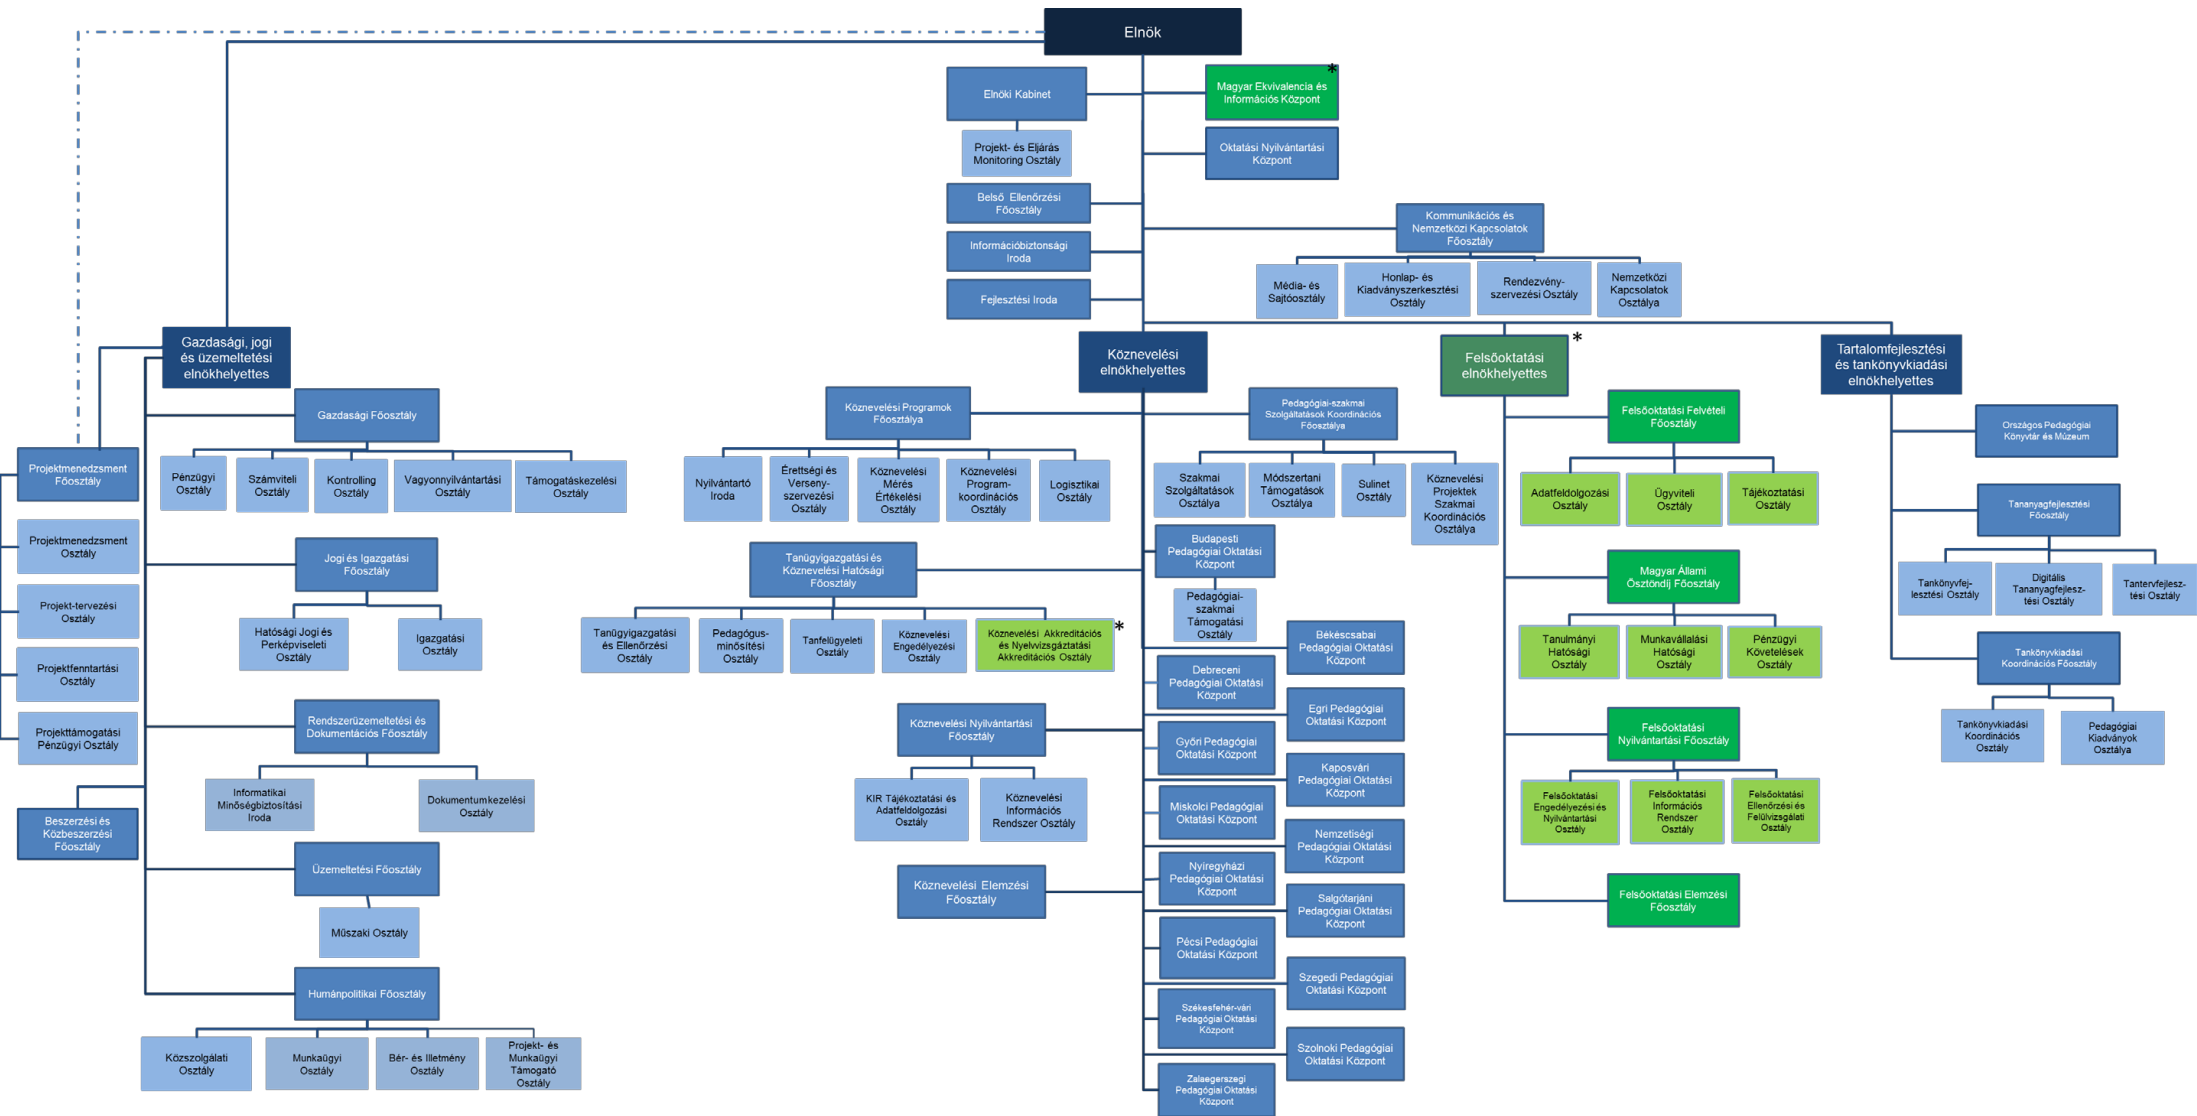 Elnök
Elnöki Kabinet
*
Magyar Ekvivalencia és
Információs Központ
Projekt- és Eljárás
Monitoring Osztály
Oktatási Nyilvántartási
Központ
Belső Ellenőrzési
Főosztály
Információbiztonsági
Iroda
Fejlesztési Iroda
Kommunikációs és
Nemzetközi Kapcsolatok
Főosztály
Média- és
Sajtóosztály
Honlap- és
Kiadványszerkesztési
Osztály
Rendezvény-
szervezési Osztály
Nemzetközi
Kapcsolatok
Osztálya
Gazdasági, jogi
és üzemeltetési
elnökhelyettes
Projektmenedzsment
Főosztály
Projektmenedzsment
Osztály
Projekt-tervezési
Osztály
Projektfenntartási
Osztály
Projekttámogatási
Pénzügyi Osztály
Beszerzési és
Közbeszerzési
Főosztály
Gazdasági Főosztály
Pénzügyi
Osztály
Számviteli
Osztály
Kontrolling
Osztály
Vagyonnyilvántartási
Osztály
Támogatáskezelési
Osztály
Jogi és Igazgatási
Főosztály
Hatósági Jogi és
Perképviseleti
Osztály
Igazgatási
Osztály
Rendszerüzemeltetési és
Dokumentációs Főosztály
Informatikai
Minőségbiztosítási
Iroda
Dokumentumkezelési
Osztály
Üzemeltetési Főosztály
Műszaki Osztály
Humánpolitikai Főosztály
Közszolgálati
Osztály
Munkaügyi
Osztály
Bér- és Illetmény
Osztály
Projekt- és
Munkaügyi
Támogató
Osztály
Köznevelési
elnökhelyettes
Köznevelési Programok
Főosztálya
Nyilvántartó
Iroda
Érettségi és
Verseny-
szervezési
Osztály
Köznevelési
Mérés
Értékelési
Osztály
Köznevelési
Program-
koordinációs
Osztály
Logisztikai
Osztály
Pedagógiai-szakmai
Szolgáltatások Koordinációs
Főosztálya
Szakmai
Szolgáltatások
Osztálya
Módszertani
Támogatások
Osztálya
Sulinet
Osztály
Köznevelési
Projektek
Szakmai
Koordinációs
Osztálya
Tanügyigazgatási és
Köznevelési Hatósági
Főosztály
Tanügyigazgatási
és Ellenőrzési
Osztály
Pedagógus-
minősítési
Osztály
Tanfelügyeleti
Osztály
Köznevelési
Engedélyezési
Osztály
Köznevelési Akkreditációs
és Nyelvvizsgáztatási
Akkreditációs Osztály
*
Budapesti
Pedagógiai Oktatási
Központ
Pedagógiai-
szakmai
Támogatási
Osztály
Békéscsabai
Pedagógiai Oktatási
Központ
Debreceni
Pedagógiai Oktatási
Központ
Egri Pedagógiai
Oktatási Központ
Győri Pedagógiai
Oktatási Központ
Kaposvári
Pedagógiai Oktatási
Központ
Miskolci Pedagógiai
Oktatási Központ
Nemzetiségi
Pedagógiai Oktatási
Központ
Nyíregyházi
Pedagógiai Oktatási
Központ
Salgótarjáni
Pedagógiai Oktatási
Központ
Pécsi Pedagógiai
Oktatási Központ
Szegedi Pedagógiai
Oktatási Központ
Székesfehér-vári
Pedagógiai Oktatási
Központ
Szolnoki Pedagógiai
Oktatási Központ
Zalaegerszegi
Pedagógiai Oktatási
Központ
Köznevelési Nyilvántartási
Főosztály
KIR Tájékoztatási és
Adatfeldolgozási
Osztály
Köznevelési
Információs
Rendszer Osztály
Köznevelési Elemzési
Főosztály
Felsőoktatási
elnökhelyettes
*
Felsőoktatási Felvételi
Főosztály
Adatfeldolgozási
Osztály
Ügyviteli
Osztály
Tájékoztatási
Osztály
Magyar Állami
Ösztöndíj Főosztály
Tanulmányi
Hatósági
Osztály
Munkavállalási
Hatósági
Osztály
Pénzügyi
Követelések
Osztály
Felsőoktatási
Nyilvántartási Főosztály
Felsőoktatási
Engedélyezési és
Nyilvántartási
Osztály
Felsőoktatási
Információs
Rendszer
Osztály
Felsőoktatási
Ellenőrzési és
Felülvizsgálati
Osztály
Felsőoktatási Elemzési
Főosztály
Tartalomfejlesztési
és tankönyvkiadási
elnökhelyettes
Országos Pedagógiai
Könyvtár és Múzeum
Tananyagfejlesztési
Főosztály
Tankönyvfej-
lesztési Osztály
Digitális
Tananyagfejlesz-
tési Osztály
Tantervfejlesz-
tési Osztály
Tankönyvkiadási
Koordinációs Főosztály
Tankönyvkiadási
Koordinációs
Osztály
Pedagógiai
Kiadványok
Osztálya